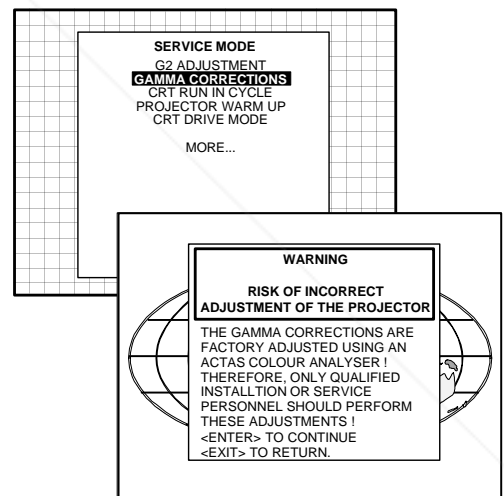 SERVICE MODE
G2 ADJUSTMENT
GAMMA CORRECTIONS
CRT RUN IN CYCLE
PROJECTOR WARM UP
CRT DRIVE MODE
MORE...
WARNING
RISK OF INCORRECT
ADJUSTMENT OF THE PROJECTOR
THE GAMMA CORRECTIONS ARE
FACTORY ADJUSTED USING AN
ACTAS COLOUR ANALYSER !
THEREFORE, ONLY QUALIFIED
INSTALLTION OR SERVICE
PERSONNEL SHOULD PERFORM
THESE ADJUSTMENTS !
<ENTER> TO CONTINUE
<EXIT> TO RETURN.